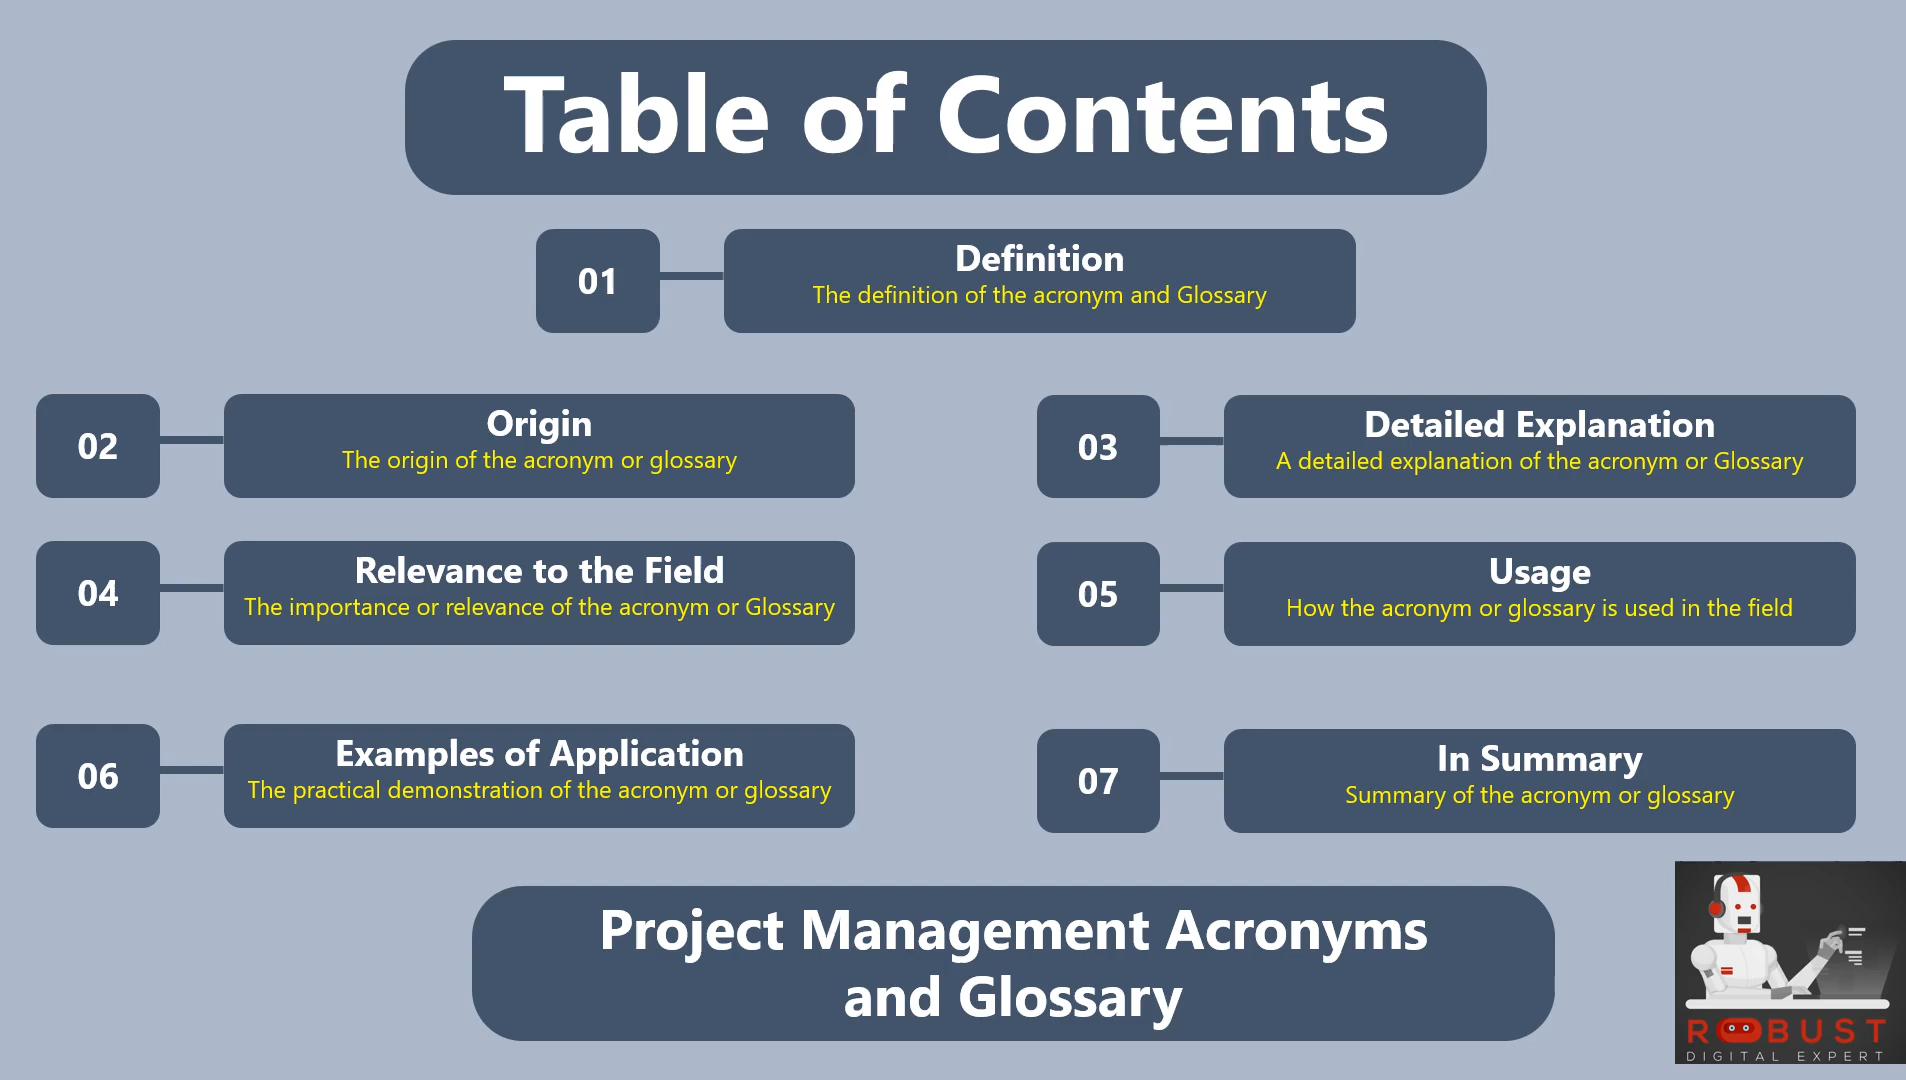 Table of Contents
01
Definition
The definition of the acronym and Glossary
02
Origin
The origin of the acronym or glossary
03
Detailed Explanation
A detailed explanation of the acronym or Glossary
04
Relevance to the Field
The importance or relevance of the acronym or Glossary
05
Usage
How the acronym or glossary is used in the field
06
Examples of Application
The practical demonstration of the acronym or glossary
07
In Summary
Summary of the acronym or glossary
Project Management Acronyms
and Glossary
ROBUST
DIGITAL EXPERT